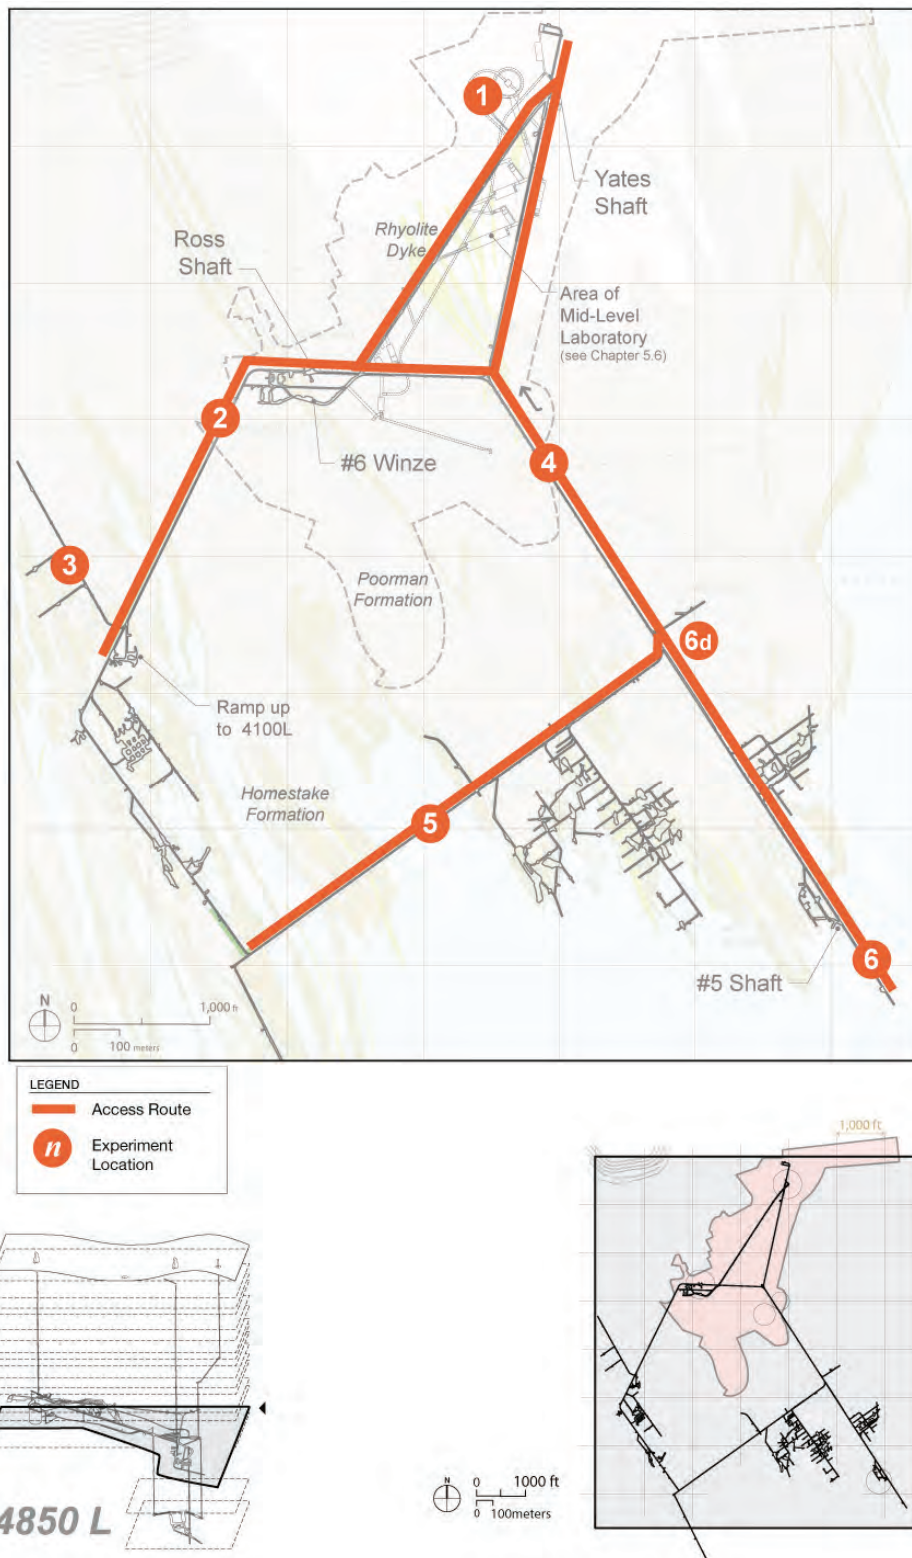 1
Yates
Shaft
Rhyolite
Dyke
Ross
Shaft
Area of
Mid-Level
Laboratory
(see Chapter 5.6)
2
#6 Winze
4
3
Poorman
Formation
6d
Ramp up
to 4100L
Homestake
Formation
5
#5 Shaft
6
N
0
1,000 ft
0
100 meters
LEGEND
Access Route
n
Experiment
Location
1,000 ft
4850 L
N
0
1000 ft
0
100meters